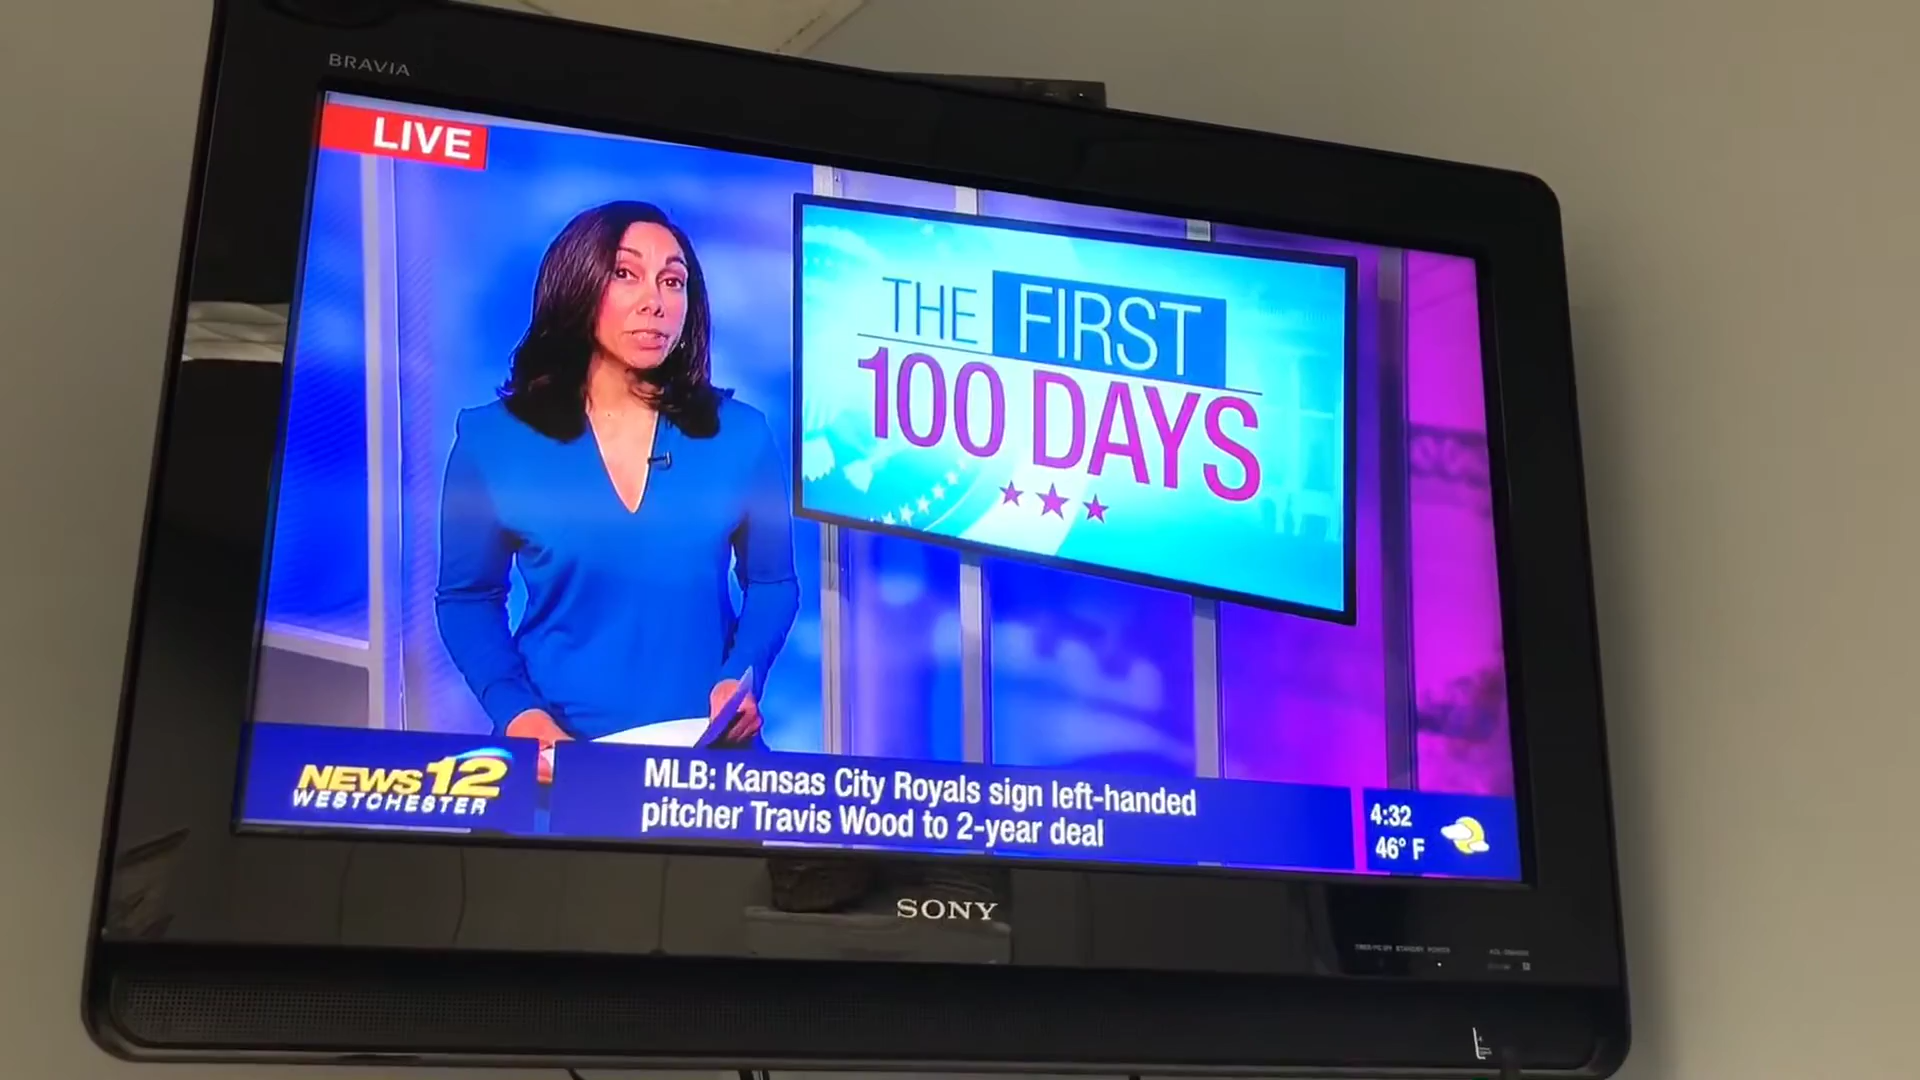 BRAVIA
LIVE
THE FIRST
100 DAYS
NEWS 12
WESTCHESTER
MLB: Kansas City Royals sign left-handed
pitcher Travis Wood to 2-year deal
4:32
46° F
SONY